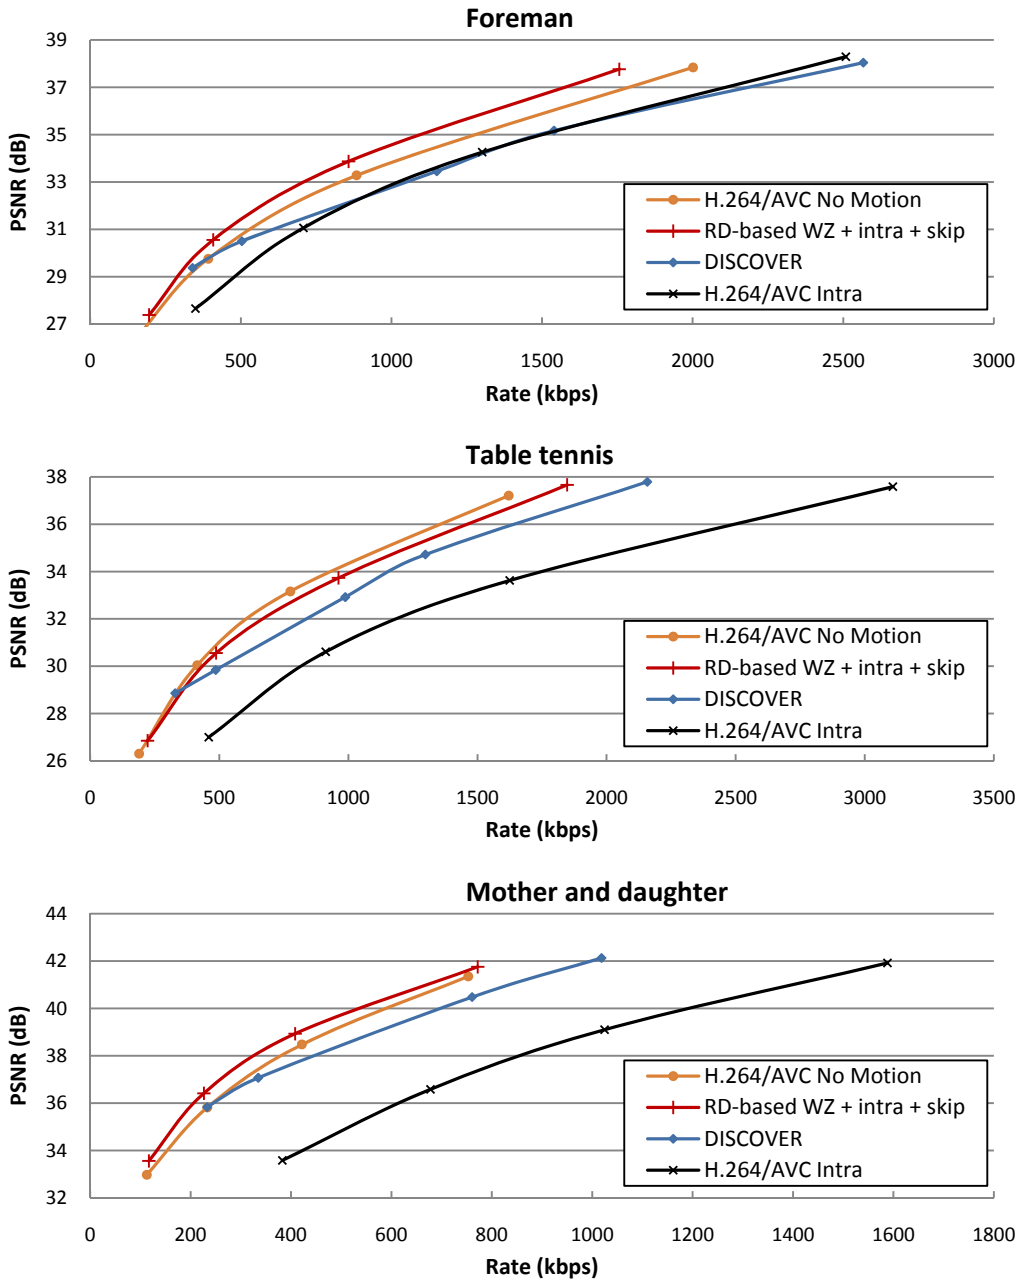 Foreman
39
37
35
33
31
29
27
PSNR (dB)
0 500 1000 1500 2000 2500 3000
Rate (kbps)
H.264/AVC No Motion
RD-based WZ + intra + skip
DISCOVER
H.264/AVC Intra
Table tennis
38
36
34
32
30
28
26
PSNR (dB)
0 500 1000 1500 2000 2500 3000 3500
Rate (kbps)
H.264/AVC No Motion
RD-based WZ + intra + skip
DISCOVER
H.264/AVC Intra
Mother and daughter
44
42
40
38
36
34
32
PSNR (dB)
0 200 400 600 800 1000 1200 1400 1600 1800
Rate (kbps)
H.264/AVC No Motion
RD-based WZ + intra + skip
DISCOVER
H.264/AVC Intra